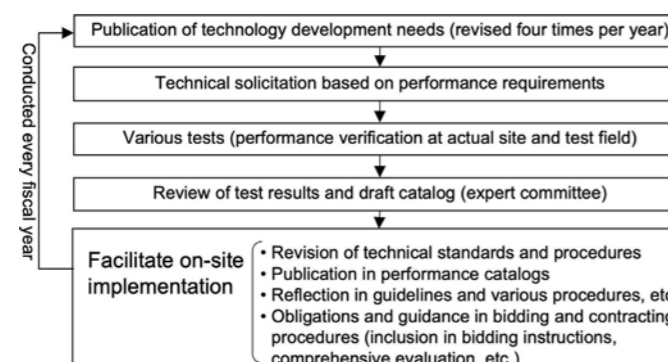 Publication of technology development needs (revised four times per year)
Technical solicitation based on performance requirements
Various tests (performance verification at actual site and test field)
Review of test results and draft catalog (expert committee)
Conducted every fiscal year
Facilitate on-site
implementation
• Revision of technical standards and procedures
• Publication in performance catalogs
• Reflection in guidelines and various procedures, etc
• Obligations and guidance in bidding and contracting
procedures (inclusion in bidding instructions,
comprehensive evaluation, etc.)